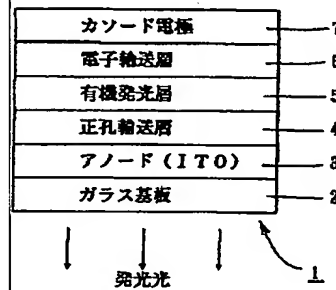 カソード電極 7
電子輸送層 6
有機発光層 5
正孔輸送層 4
アノード(ITO) 3
ガラス基板 2
発光光
1